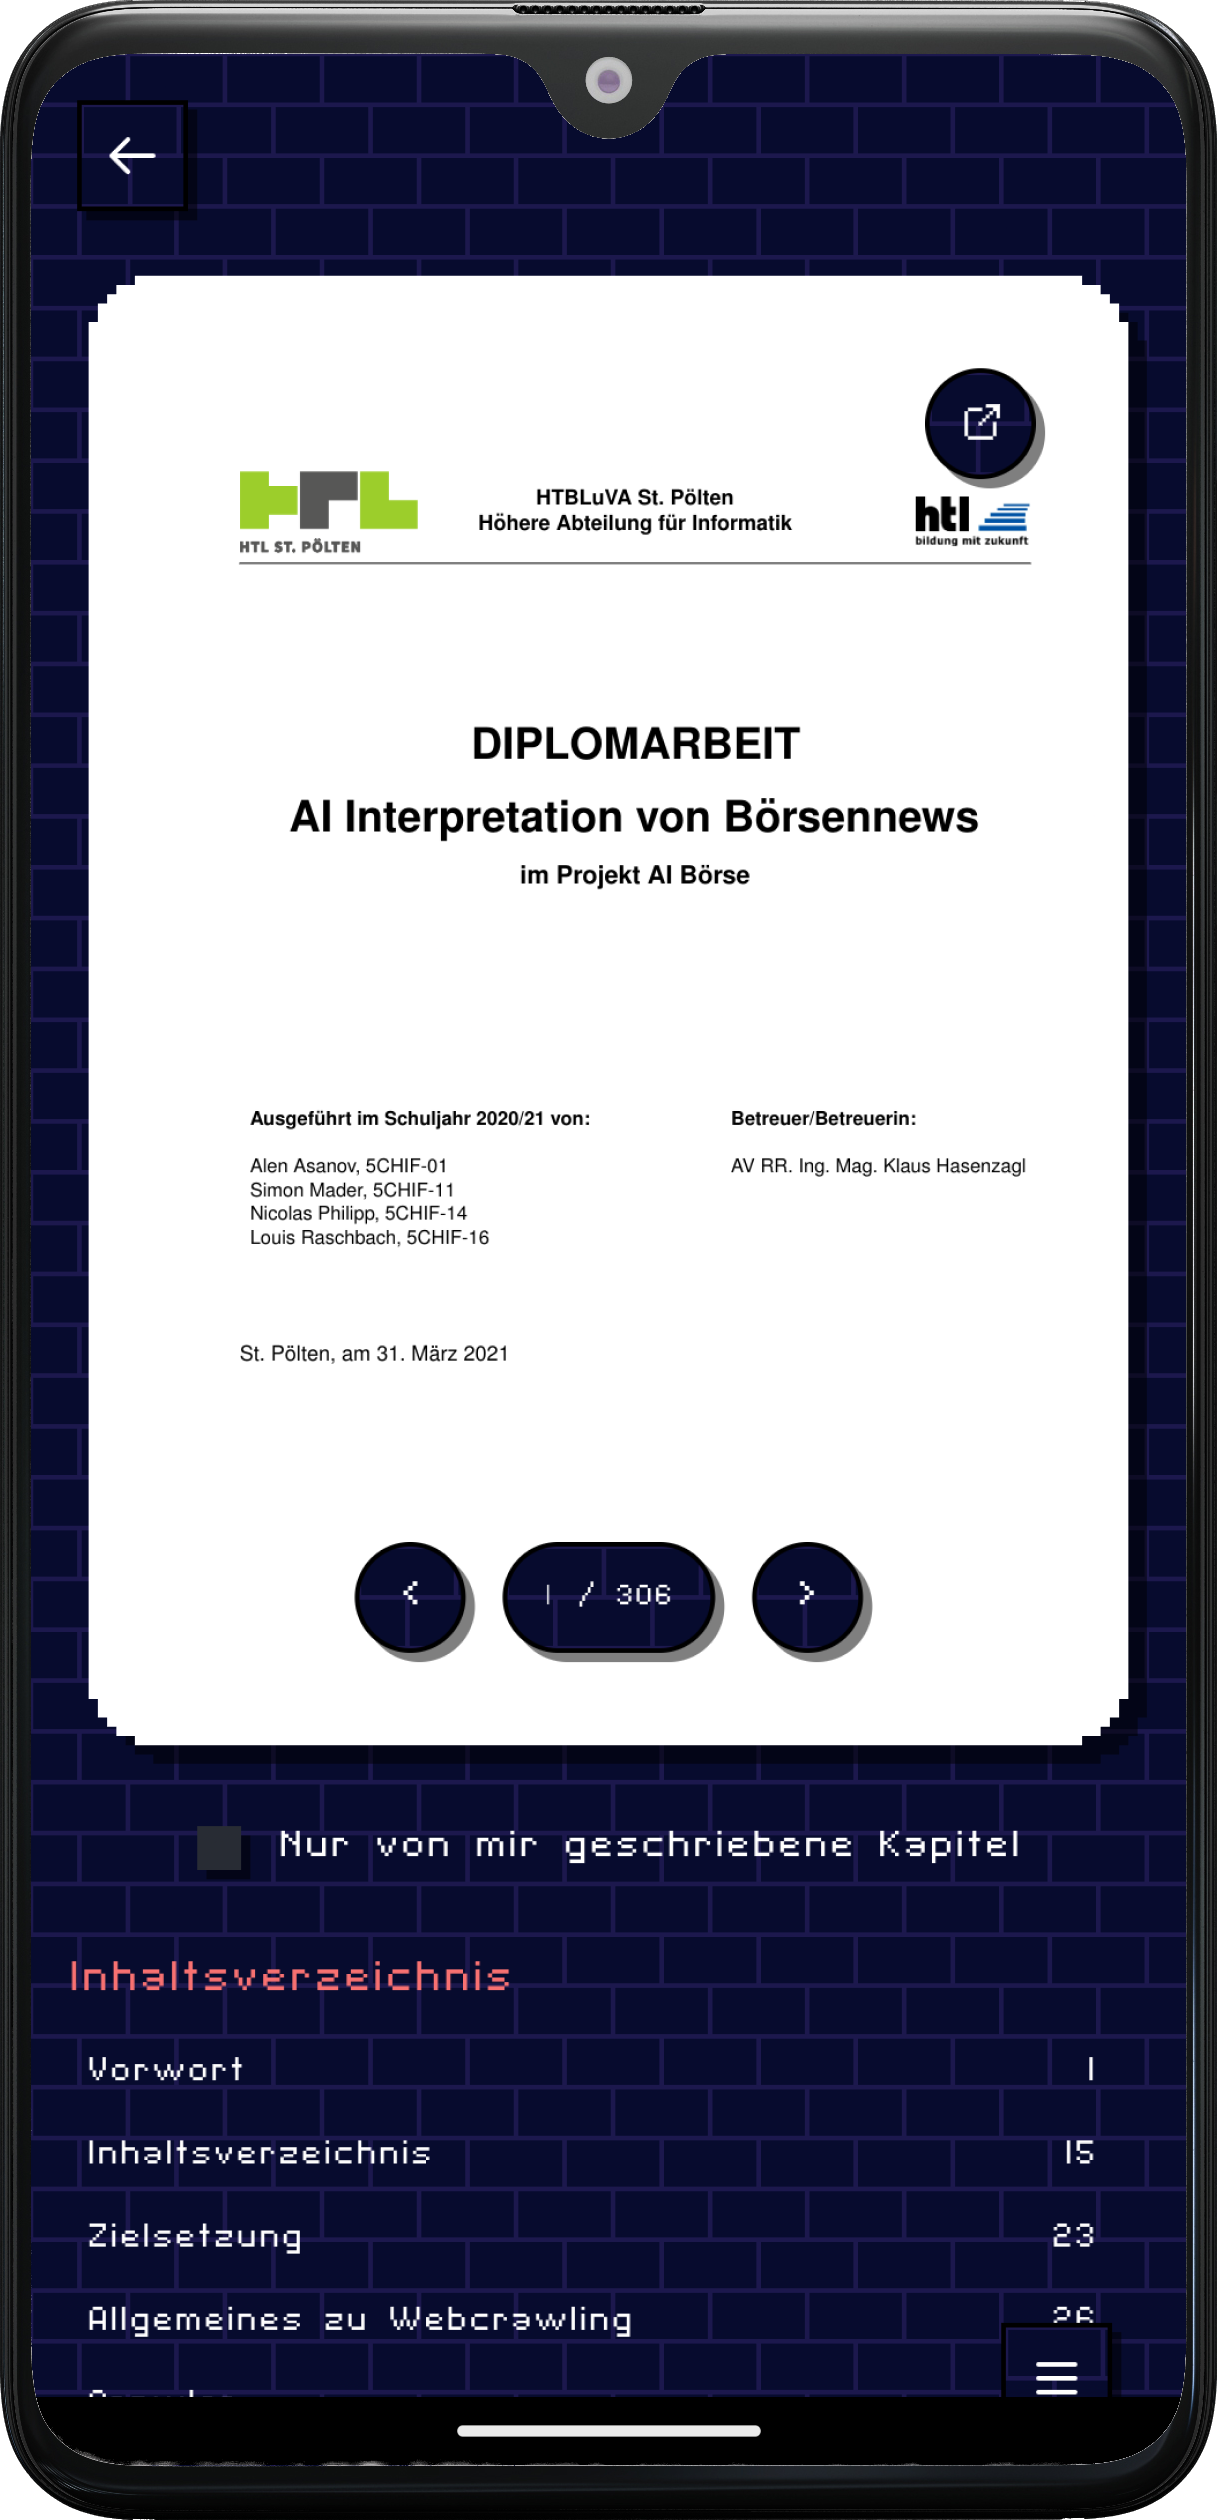 HTL ST. PÖLTEN
HTBLuVA St. Pölten
Höhere Abteilung für Informatik
htl
bildung mit zukunft
DIPLOMARBEIT
AI Interpretation von Börsennews
im Projekt AI Börse
Ausgeführt im Schuljahr 2020/21 von:
Alen Asanov, 5CHIF-01
Simon Mader, 5CHIF-11
Nicolas Philipp, 5CHIF-14
Louis Raschbach, 5CHIF-16
Betreuer/Betreuerin:
AV RR. Ing. Mag. Klaus Hasenzagl
St. Pölten, am 31. März 2021
< 1 / 306 >
Nur von mir geschriebene Kapitel
Inhaltsverzeichnis
Vorwort 1
Inhaltsverzeichnis 15
Zielsetzung 23
Allgemeines zu Webcrawling 26